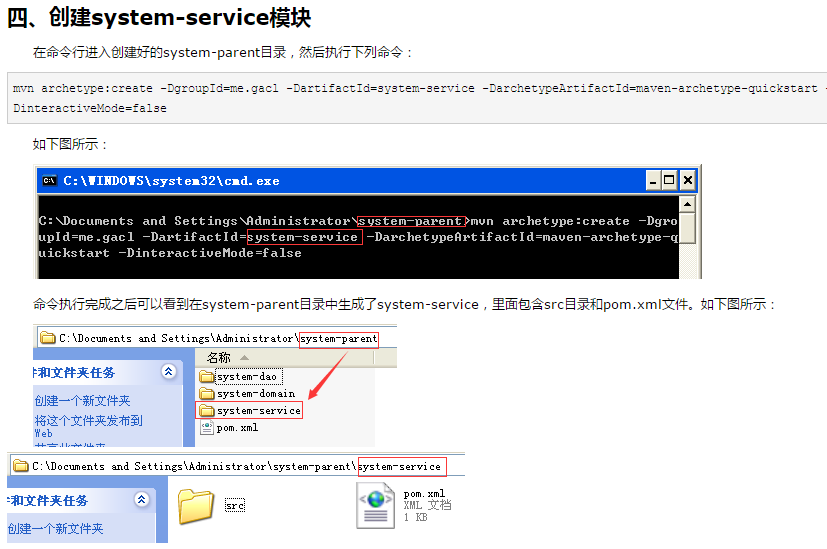 四、创建system-service模块
在命令行进入创建好的system-parent目录，然后执行下列命令：
mvn archetype:create -DgroupId=me.gacl -DartifactId=system-service -DarchetypeArtifactId=maven-archetype-quickstart -
DinteractiveMode=false
如下图所示：
C:\WINDOWS\system32\cmd.exe
C:\Documents and Settings\Administrator\system-parent>mvn archetype:create -Dgro
upId=me.gacl -DartifactId=system-service -DarchetypeArtifactId=maven-archetype-q
uickstart -DinteractiveMode=false
命令执行完成之后可以看到在system-parent目录中生成了system-service，里面包含src目录和pom.xml文件。如下图所示：
C:\Documents and Settings\Administrator\system-parent
名称
件和文件夹任务
system-dao
创建一个新文件夹
system-domain
将这个文件夹发布到
Web
system-service
pom.xml
C:\Documents and Settings\Administrator\system-parent\system-service
件和文件夹任务
创建一个新文件夹
src
pom.xml
XML 文档
1 KB